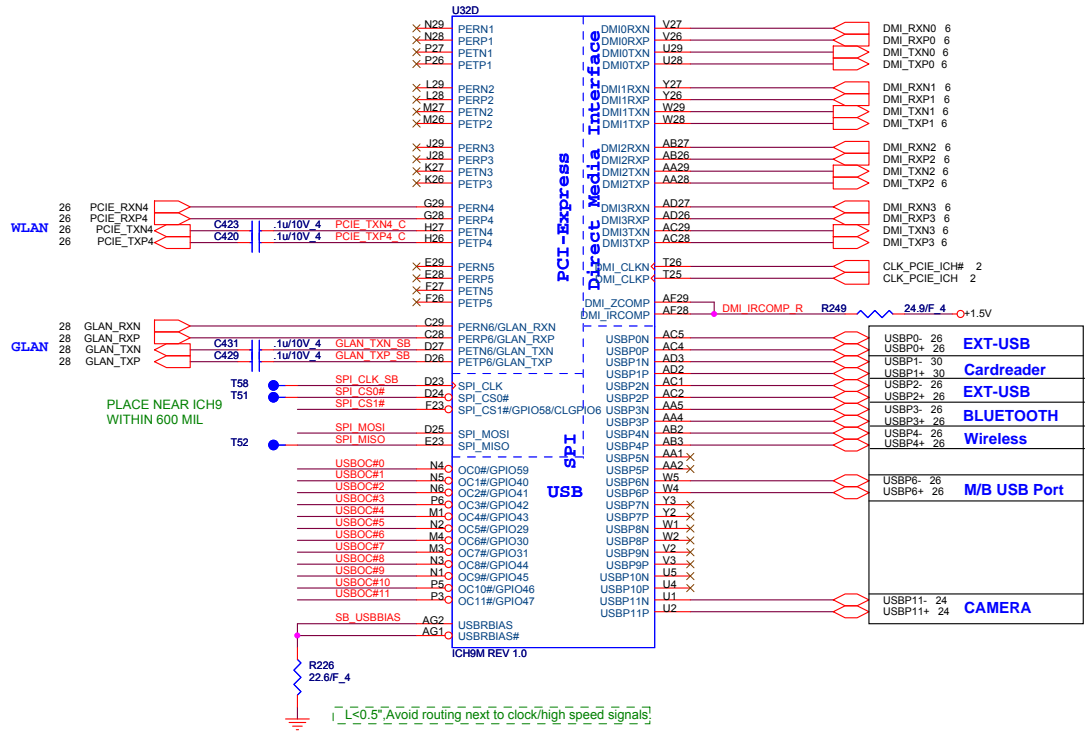 U32D
N29 PERN1 DMI0RXN V27 DMI_RXN0 6
N28 PERP1 DMI0RXP V26 DMI_RXP0 6
P27 PETN1 DMI0TXN U29 DMI_TXN0 6
P26 PETP1 DMI0TXP U28 DMI_TXP0 6
L29 PERN2 DMI1RXN Y27 DMI_RXN1 6
L28 PERP2 DMI1RXP Y26 DMI_RXP1 6
M27 PETN2 DMI1TXN W29 DMI_TXN1 6
M26 PETP2 DMI1TXP W28 DMI_TXP1 6
J29 PERN3 DMI2RXN AB27 DMI_RXN2 6
J28 PERP3 DMI2RXP AB26 DMI_RXP2 6
K27 PETN3 DMI2TXN AA29 DMI_TXN2 6
K26 PETP3 DMI2TXP AA28 DMI_TXP2 6
PCI-Express
Direct Media Interface
WLAN
26 PCIE_RXN4 G29 PERN4 DMI3RXN AD27 DMI_RXN3 6
26 PCIE_RXP4 G28 PERP4 DMI3RXP AD26 DMI_RXP3 6
26 PCIE_TXN4 C423 .1u/10V_4 PCIE_TXN4_C H27 PETN4 DMI3TXN AC29 DMI_TXN3 6
26 PCIE_TXP4 C420 .1u/10V_4 PCIE_TXP4_C H26 PETP4 DMI3TXP AC28 DMI_TXP3 6
E29 PERN5 DMI_CLKN T26 CLK_PCIE_ICH# 2
E28 PERP5 DMI_CLKP T25 CLK_PCIE_ICH 2
F27 PETN5
F26 PETP5 DMI_ZCOMP AF29
DMI_IRCOMP AF28 DMI_IRCOMP_R R249 24.9/F_4 +1.5V
GLAN
28 GLAN_RXN C29 PERN6/GLAN_RXN
28 GLAN_RXP C28 PERP6/GLAN_RXP
28 GLAN_TXN C431 .1u/10V_4 GLAN_TXN_SB D27 PETN6/GLAN_TXN
28 GLAN_TXP C429 .1u/10V_4 GLAN_TXP_SB D26 PETP6/GLAN_TXP
USBP0N AC5 USBP0- 26
USBP0P AC4 USBP0+ 26
EXT-USB
USBP1N AD3 USBP1- 30
USBP1P AD2 USBP1+ 30
Cardreader
USBP2N AC1 USBP2- 26
USBP2P AC2 USBP2+ 26
EXT-USB
USBP3N AA5 USBP3- 26
USBP3P AA4 USBP3+ 26
BLUETOOTH
USBP4N AB2 USBP4- 26
USBP4P AB3 USBP4+ 26
Wireless
T58 SPI_CLK_SB D23 SPI_CLK
T51 SPI_CS0# D24 SPI_CS0#
SPI_CS1# F23 SPI_CS1#/GPIO58/CLGPIO6
PLACE NEAR ICH9
WITHIN 600 MIL
SPI_MOSI D25 SPI_MOSI
T52 SPI_MISO E23 SPI_MISO
SPI
USB
USBP5N AA1
USBP5P AA2
USBP6N W5 USBP6- 26
USBP6P W4 USBP6+ 26
M/B USB Port
USBP7N Y3
USBP7P Y2
USBP8N W1
USBP8P W2
USBP9N V2
USBP9P V3
USBP10N U5
USBP10P U4
USBP11N U1 USBP11- 24
USBP11P U2 USBP11+ 24
CAMERA
USBOC#0 N4 OC0#/GPIO59
USBOC#1 N5 OC1#/GPIO40
USBOC#2 N6 OC2#/GPIO41
USBOC#3 P6 OC3#/GPIO42
USBOC#4 M1 OC4#/GPIO43
USBOC#5 N2 OC5#/GPIO29
USBOC#6 M4 OC6#/GPIO30
USBOC#7 M3 OC7#/GPIO31
USBOC#8 N3 OC8#/GPIO44
USBOC#9 N1 OC9#/GPIO45
USBOC#10 P5 OC10#/GPIO46
USBOC#11 P3 OC11#/GPIO47
SB_USBBIAS AG2 USBRBIAS
AG1 USBRBIAS#
ICH9M REV 1.0
R226
22.6/F_4
L<0.5",Avoid routing next to clock/high speed signals.